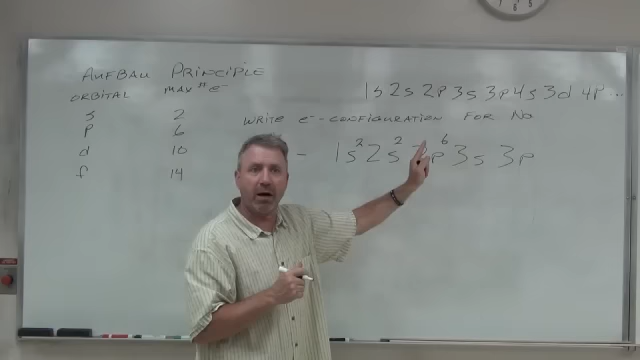 AUFBAU PRINCIPLE
ORBITAL MAX # e-
s 2
p 6
d 10
f 14
1s 2s 2p 3s 3p 4s 3d 4p ...
WRITE e- CONFIGURATION FOR Na
- 1s² 2s² 2p⁶ 3s 3p